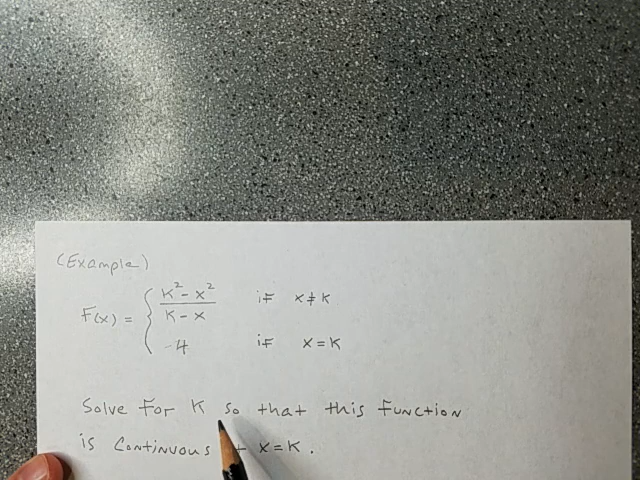 (Example)
F(x) = { K² - x² / K - x if x ≠ K
-4 if x = K
Solve For K so that this function
is continuous x = K.